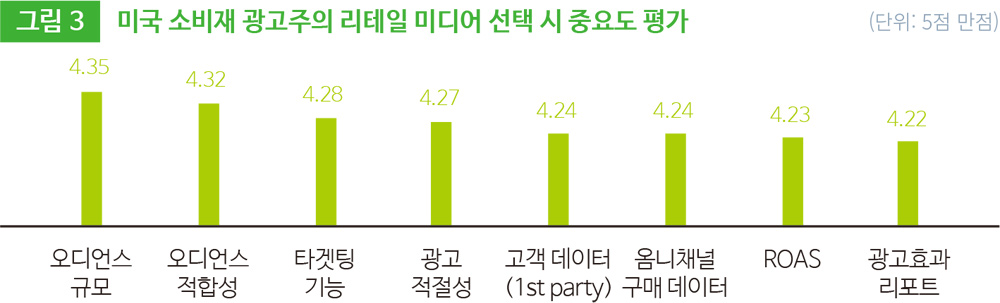 그림 3 미국 소비재 광고주의 리테일 미디어 선택 시 중요도 평가 (단위: 5점 만점)
4.35 4.32 4.28 4.27 4.24 4.24 4.23 4.22
오디언스 오디언스 타겟팅 광고 고객 데이터 옴니채널 ROAS 광고효과
규모 적합성 기능 적절성 (1st party) 구매 데이터 리포트